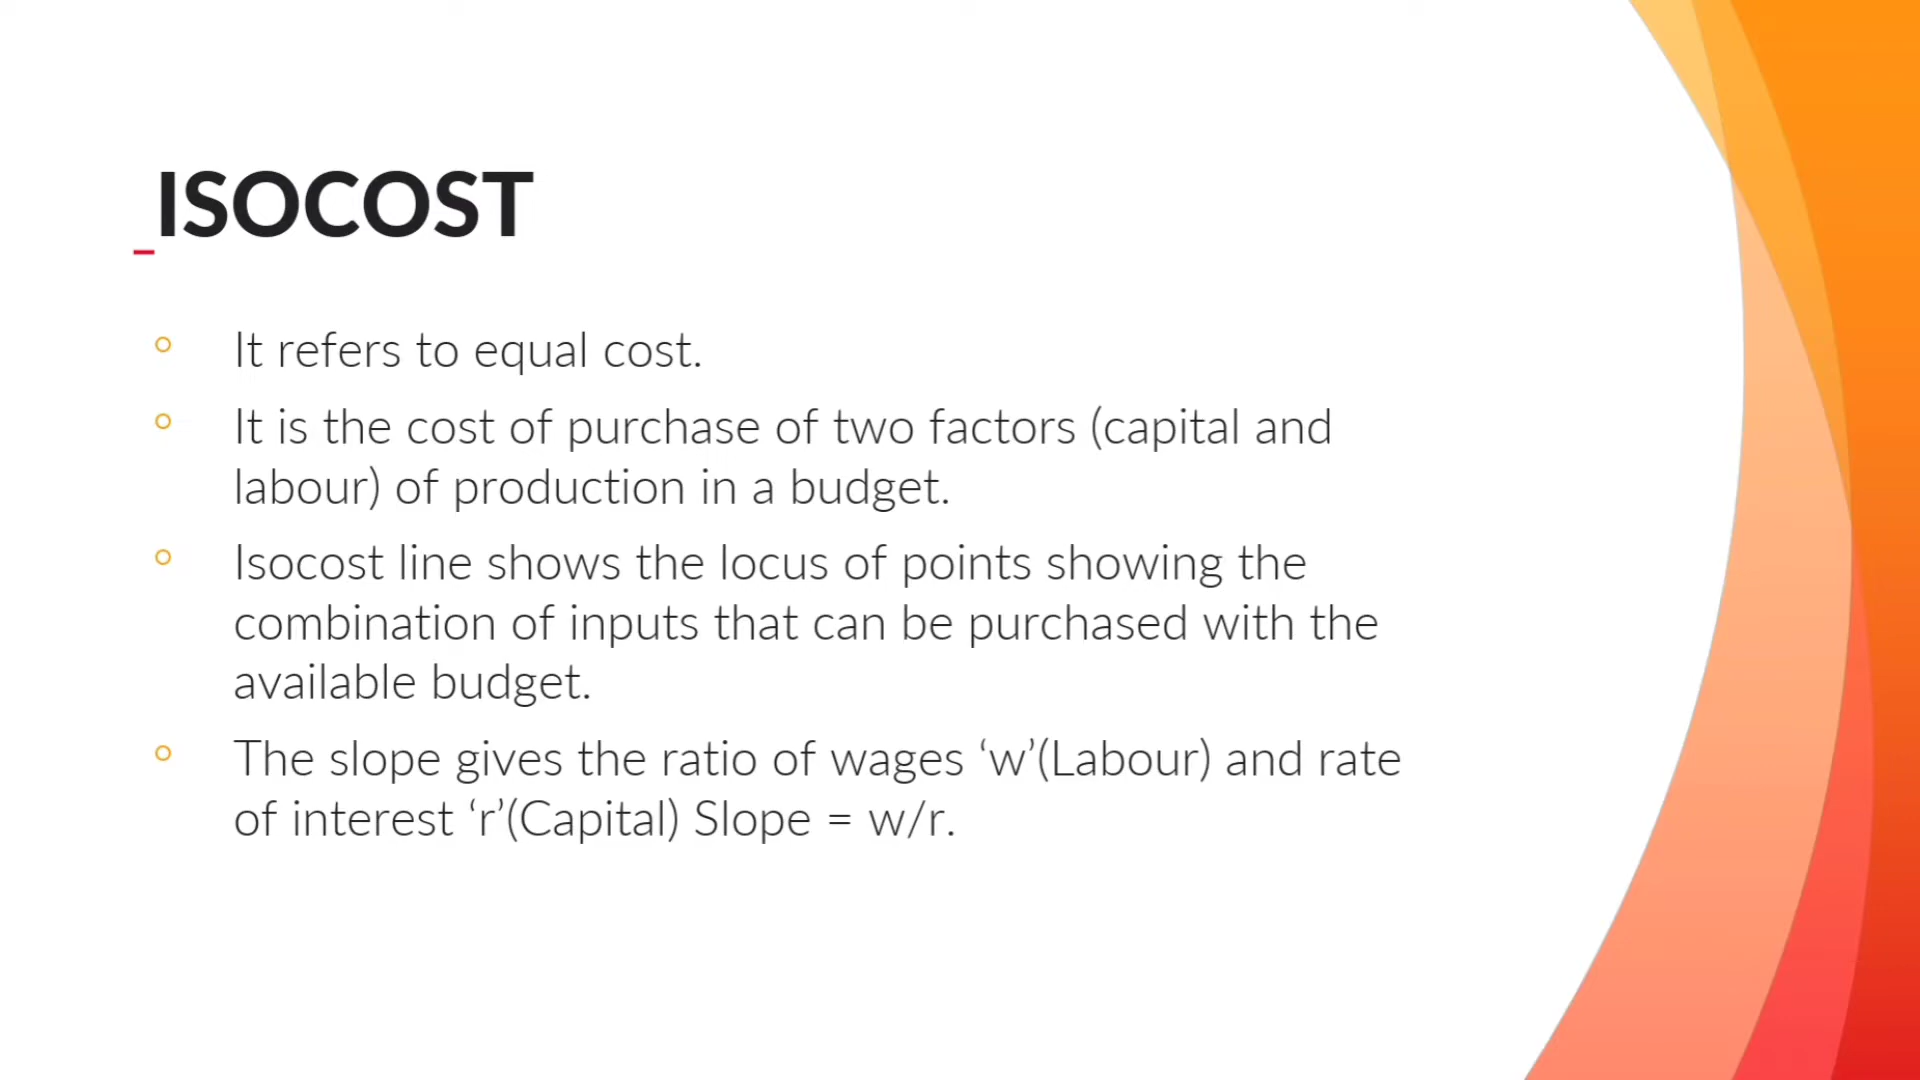 ISOCOST
It refers to equal cost.
It is the cost of purchase of two factors (capital and
labour) of production in a budget.
Isocost line shows the locus of points showing the
combination of inputs that can be purchased with the
available budget.
The slope gives the ratio of wages ‘w’(Labour) and rate
of interest ‘r’(Capital) Slope = w/r.